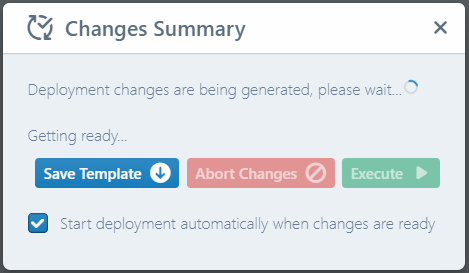 Changes Summary
Deployment changes are being generated, please wait...
Getting ready...
Save Template Abort Changes Execute
Start deployment automatically when changes are ready